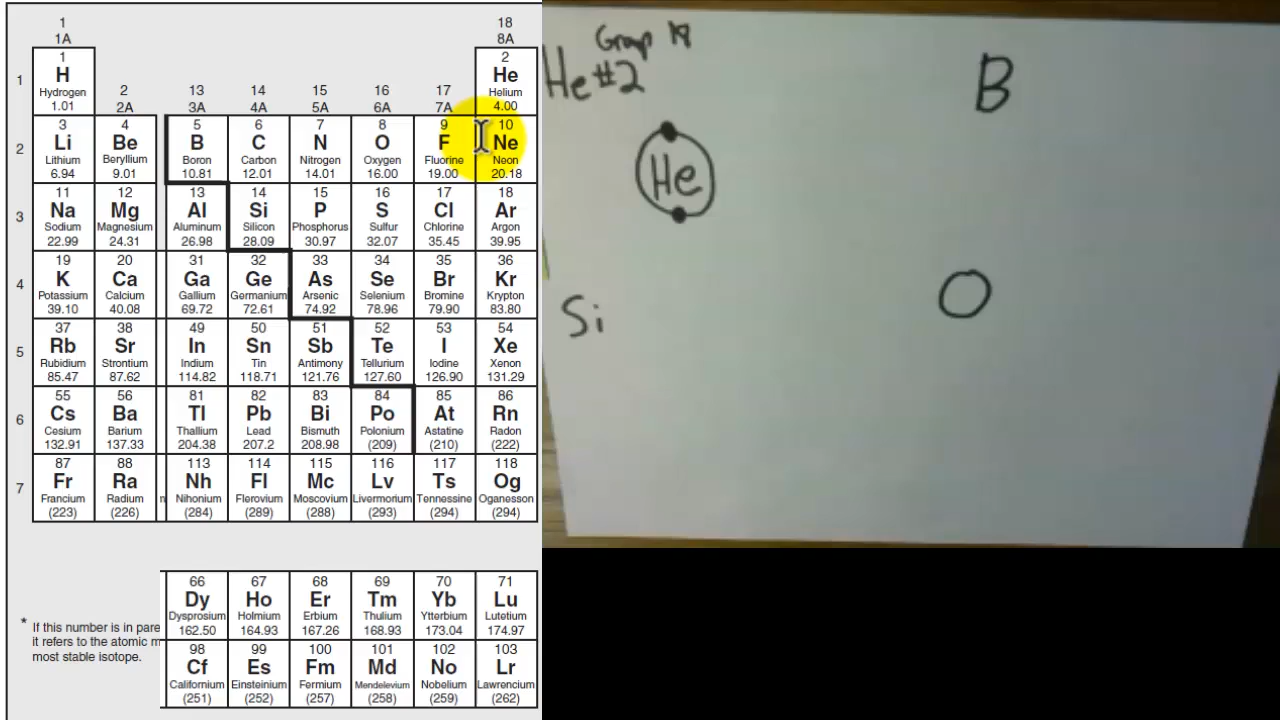 1 18
1A 8A
1 2
1 H He
Hydrogen 2 13 14 15 16 17 Helium
1.01 2A 3A 4A 5A 6A 7A 4.00
3 4 5 6 7 8 9 10
2 Li Be B C N O F Ne
Lithium Beryllium Boron Carbon Nitrogen Oxygen Fluorine Neon
6.94 9.01 10.81 12.01 14.01 16.00 19.00 20.18
11 12 13 14 15 16 17 18
3 Na Mg Al Si P S Cl Ar
Sodium Magnesium Aluminum Silicon Phosphorus Sulfur Chlorine Argon
22.99 24.31 26.98 28.09 30.97 32.07 35.45 39.95
19 20 31 32 33 34 35 36
4 K Ca Ga Ge As Se Br Kr
Potassium Calcium Gallium Germanium Arsenic Selenium Bromine Krypton
39.10 40.08 69.72 72.61 74.92 78.96 79.90 83.80
37 38 49 50 51 52 53 54
5 Rb Sr In Sn Sb Te I Xe
Rubidium Strontium Indium Tin Antimony Tellurium Iodine Xenon
85.47 87.62 114.82 118.71 121.76 127.60 126.90 131.29
55 56 81 82 83 84 85 86
6 Cs Ba Tl Pb Bi Po At Rn
Cesium Barium Thallium Lead Bismuth Polonium Astatine Radon
132.91 137.33 204.38 207.2 208.98 (209) (210) (222)
87 88 113 114 115 116 117 118
7 Fr Ra Nh Fl Mc Lv Ts Og
Francium Radium n Nihonium Flerovium Moscovium Livermorium Tennessine Oganesson
(223) (226) (284) (289) (288) (293) (294) (294)
66 67 68 69 70 71
Dy Ho Er Tm Yb Lu
Dysprosium Holmium Erbium Thulium Ytterbium Lutetium
162.50 164.93 167.26 168.93 173.04 174.97
98 99 100 101 102 103
Cf Es Fm Md No Lr
Californium Einsteinium Fermium Mendelevium Nobelium Lawrencium
(251) (252) (257) (258) (259) (262)
* If this number is in pare
it refers to the atomic m
most stable isotope.
Group 18
He #2
B
He
Si
O